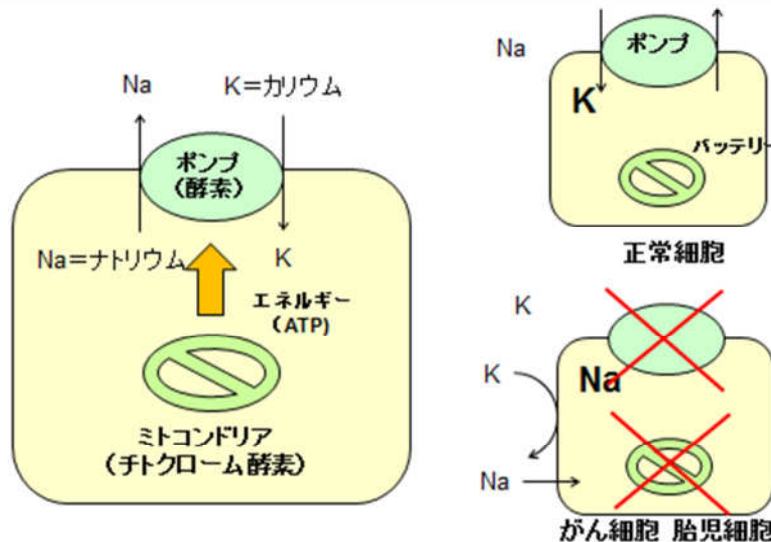 Na
K=カリウム
ポンプ
(酵素)
Na=ナトリウム
K
エネルギー
(ATP)
ミトコンドリア
(チトクローム酵素)
Na
ポンプ
K
バッテリー
正常細胞
K
Na
K
Na
がん細胞 胎児細胞